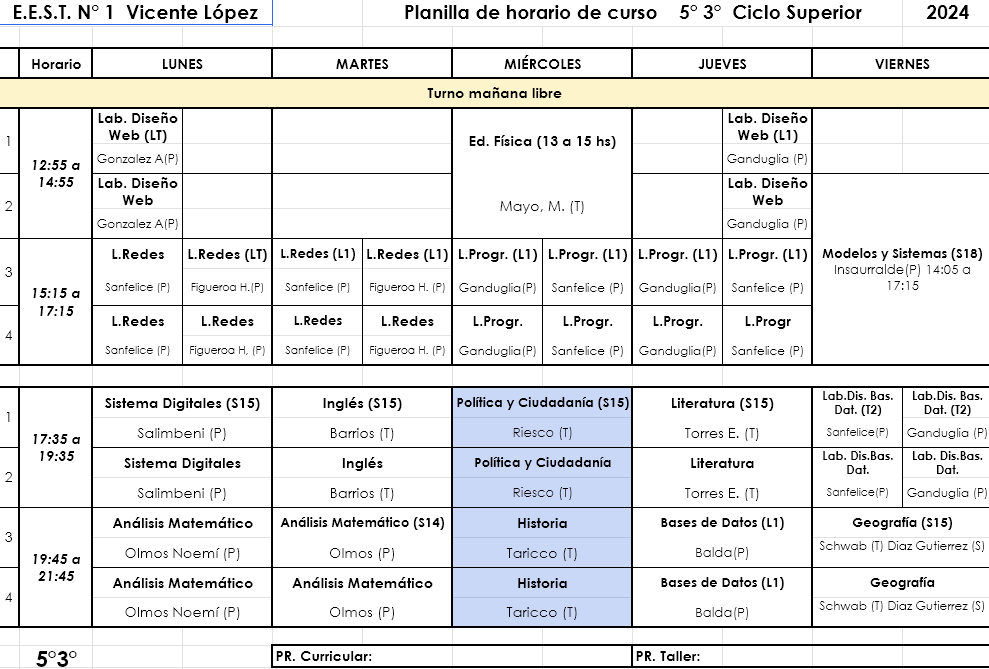 E.E.S.T. N° 1 Vicente López
Planilla de horario de curso 5° 3° Ciclo Superior
2024
Horario LUNES MARTES MIÉRCOLES JUEVES VIERNES
Turno mañana libre
1
12:55 a
14:55
Lab. Diseño
Web (LT)
Gonzalez A(P)
Ed. Física (13 a 15 hs)
Lab. Diseño
Web (L1)
Ganduglia (P)
2
Lab. Diseño
Web
Gonzalez A(P)
Mayo, M. (T)
Lab. Diseño
Web
Ganduglia (P)
Modelos y Sistemas (S18)
Insaurralde(P) 14:05 a
17:15
3
15:15 a
17:15
L.Redes L.Redes (LT) L.Redes (L1) L.Redes (L1) L.Progr. (L1) L.Progr. (L1) L.Progr. (L1) L.Progr. (L1)
Sanfelice (P) Figueroa H.(P) Sanfelice (P) Figueroa H. (P) Ganduglia(P) Sanfelice (P) Ganduglia(P) Sanfelice (P)
4
L.Redes L.Redes L.Redes L.Redes L.Progr. L.Progr. L.Progr. L.Progr
Sanfelice (P) Figueroa H, (P) Sanfelice (P) Figueroa H. (P) Ganduglia(P) Sanfelice (P) Ganduglia(P) Sanfelice (P)
1
17:35 a
19:35
Sistema Digitales (S15) Inglés (S15) Política y Ciudadanía (S15) Literatura (S15)
Lab.Dis. Bas.
Dat. (T2)
Lab.Dis. Bas.
Dat. (T2)
Salimbeni (P) Barrios (T) Riesco (T) Torres E. (T) Sanfelice(P) Ganduglia (P)
2
Sistema Digitales Inglés Política y Ciudadanía Literatura
Lab. Dis.Bas.
Dat.
Lab. Dis.Bas.
Dat.
Salimbeni (P) Barrios (T) Riesco (T) Torres E. (T) Sanfelice(P) Ganduglia (P)
3
19:45 a
21:45
Análisis Matemático Análisis Matemático (S14) Historia Bases de Datos (L1) Geografía (S15)
Olmos Noemí (P) Olmos (P) Taricco (T) Balda(P) Schwab (T) Diaz Gutierrez (S)
4
Análisis Matemático Análisis Matemático Historia Bases de Datos (L1) Geografía
Olmos Noemí (P) Olmos (P) Taricco (T) Balda(P) Schwab (T) Diaz Gutierrez (S)
5°3° PR. Curricular: PR. Taller: